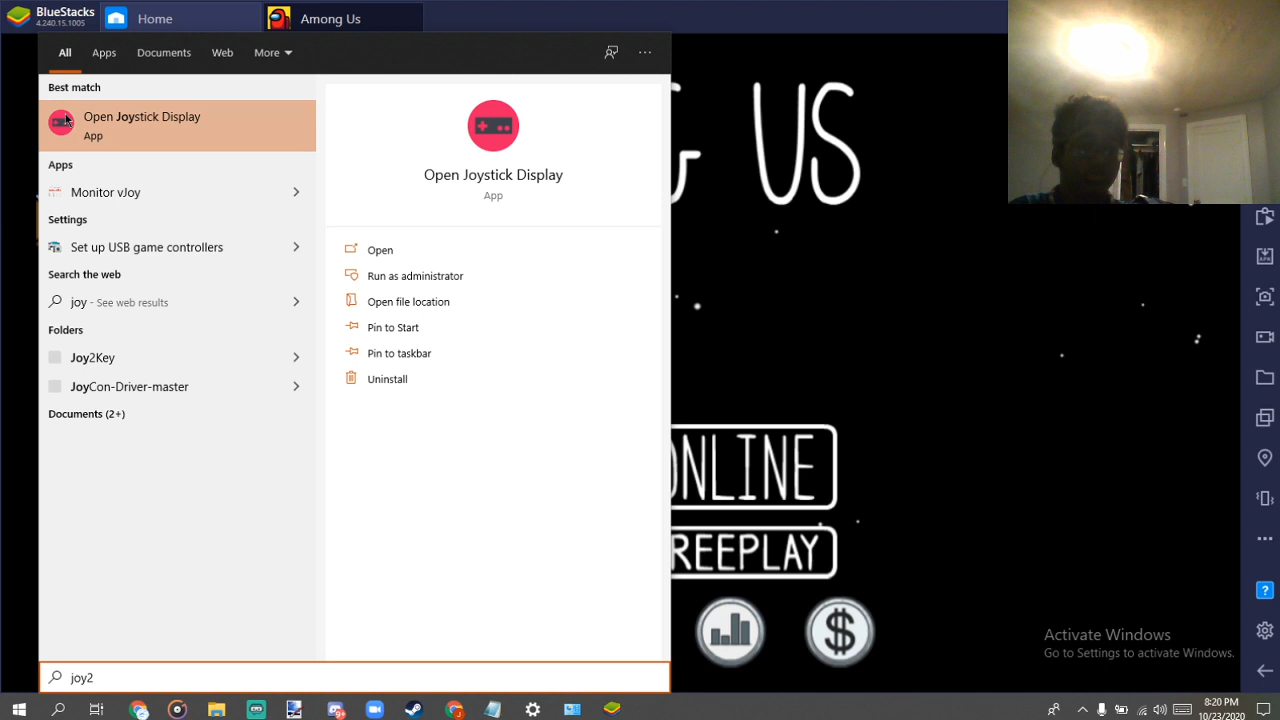 BlueStacks
4.240.15.1005
Home
Among Us
All
Apps
Documents
Web
More
Best match
Open Joystick Display
App
Apps
Monitor vJoy
Settings
Set up USB game controllers
Search the web
joy - See web results
Folders
Joy2Key
JoyCon-Driver-master
Documents (2+)
joy2
Open Joystick Display
App
Open
Run as administrator
Open file location
Pin to Start
Pin to taskbar
Uninstall
G US
ONLINE
REEPLAY
$
APK
?
Activate Windows
Go to Settings to activate Windows.
8:20 PM
10/23/2020